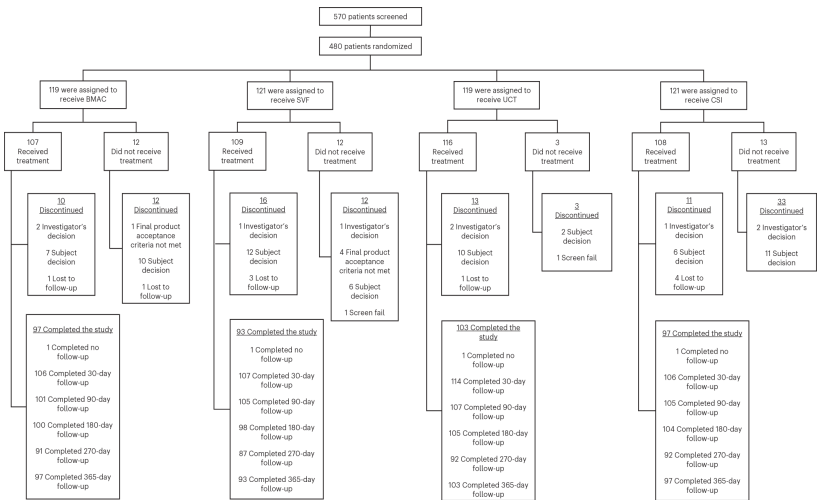 570 patients screened
480 patients randomized
119 were assigned to
receive BMAC
121 were assigned to
receive SVF
119 were assigned to
receive UCT
121 were assigned to
receive CSI
107
Received
treatment
12
Did not receive
treatment
109
Received
treatment
12
Did not receive
treatment
116
Received
treatment
3
Did not receive
treatment
108
Received
treatment
13
Did not receive
treatment
10
Discontinued
2 Investigator's
decision
7 Subject
decision
1 Lost to
follow-up
12
Discontinued
1 Final product
acceptance
criteria not met
10 Subject
decision
1 Lost to
follow-up
16
Discontinued
1 Investigator's
decision
12 Subject
decision
3 Lost to
follow-up
12
Discontinued
1 Investigator's
decision
4 Final product
acceptance
criteria not met
6 Subject
decision
1 Screen fail
13
Discontinued
2 Investigator's
decision
10 Subject
decision
1 Lost to
follow-up
3
Discontinued
2 Subject
decision
1 Screen fail
11
Discontinued
1 Investigator's
decision
6 Subject
decision
4 Lost to
follow-up
33
Discontinued
2 Investigator's
decision
11 Subject
decision
97 Completed the study
1 Completed no
follow-up
106 Completed 30-day
follow-up
101 Completed 90-day
follow-up
100 Completed 180-day
follow-up
91 Completed 270-day
follow-up
97 Completed 365-day
follow-up
93 Completed the study
1 Completed no
follow-up
107 Completed 30-day
follow-up
105 Completed 90-day
follow-up
98 Completed 180-day
follow-up
87 Completed 270-day
follow-up
93 Completed 365-day
follow-up
103 Completed the
study
1 Completed no
follow-up
114 Completed 30-day
follow-up
107 Completed 90-day
follow-up
105 Completed 180-day
follow-up
92 Completed 270-day
follow-up
103 Completed 365-day
follow-up
97 Completed the study
1 Completed no
follow-up
106 Completed 30-day
follow-up
105 Completed 90-day
follow-up
104 Completed 180-day
follow-up
92 Completed 270-day
follow-up
97 Completed 365-day
follow-up